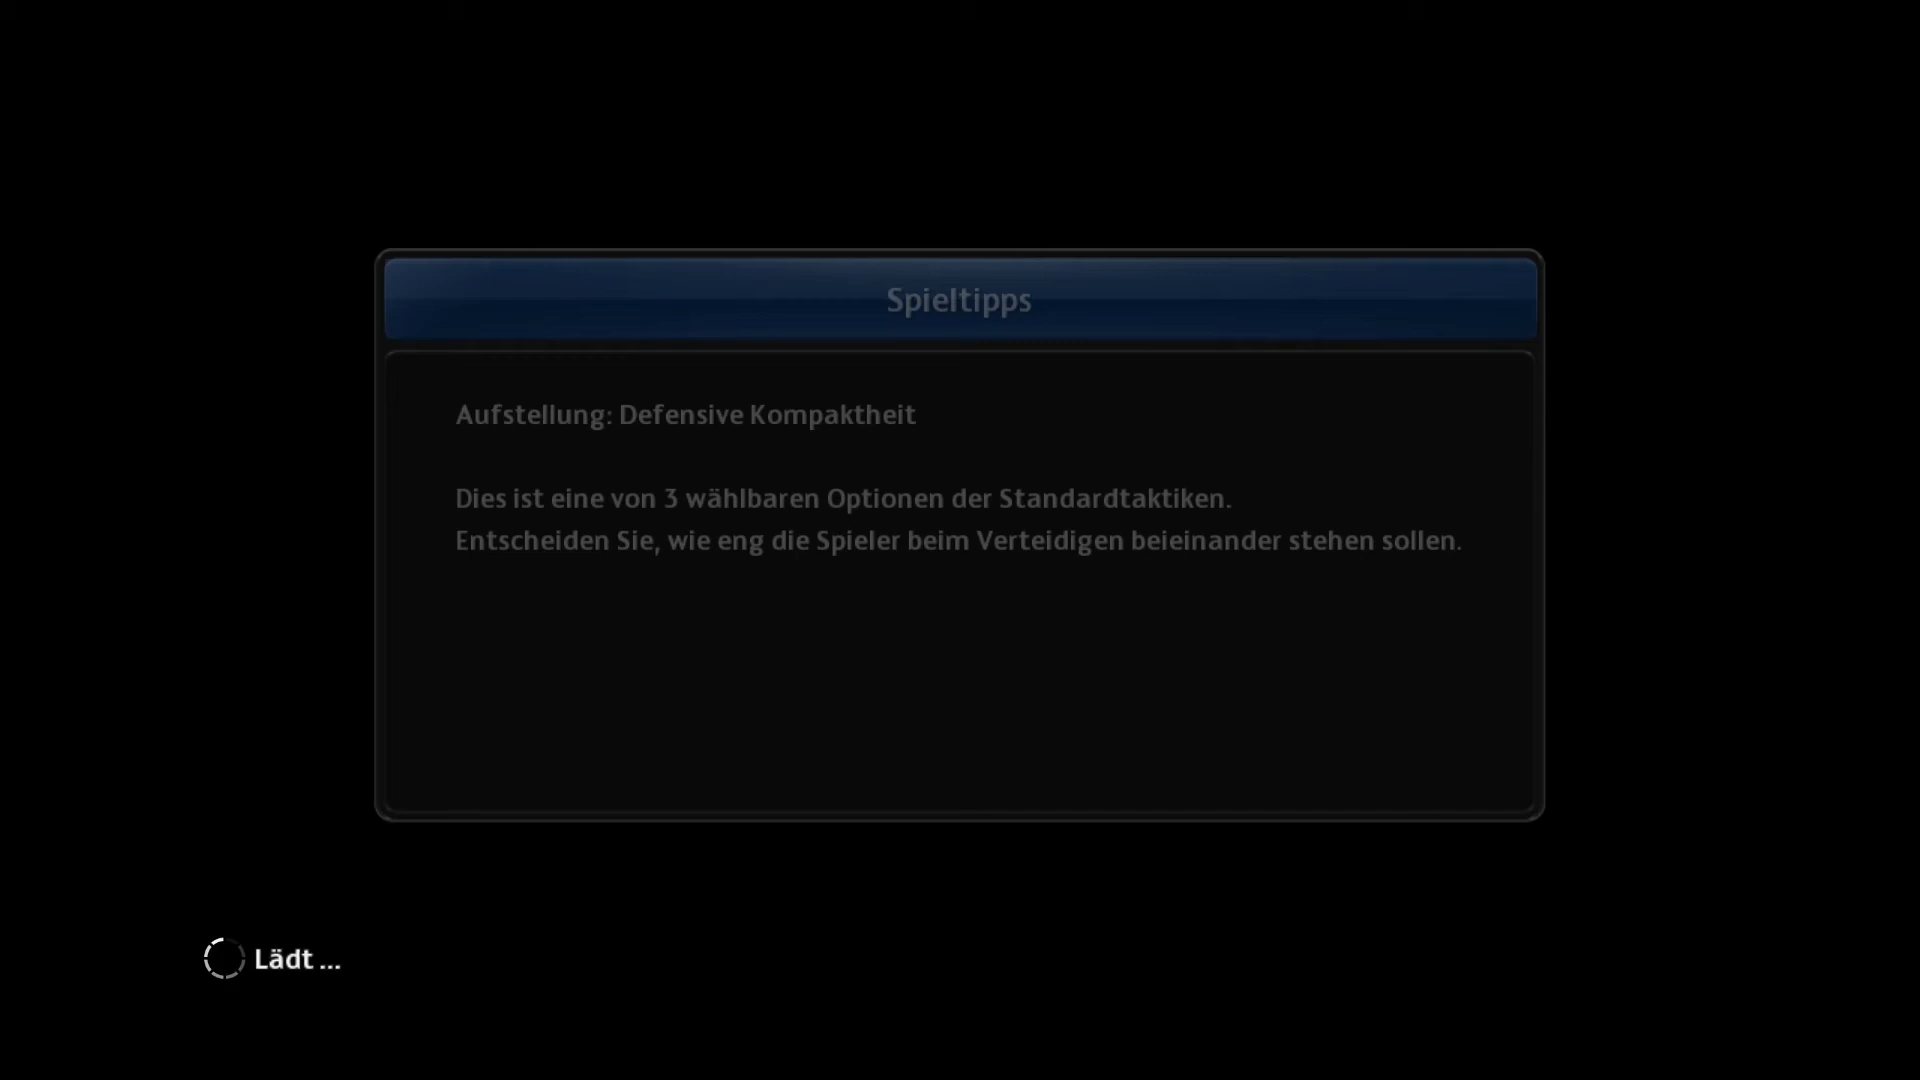 Spieltipps
Aufstellung: Defensive Kompaktheit
Dies ist eine von 3 wählbaren Optionen der Standardtaktiken.
Entscheiden Sie, wie eng die Spieler beim Verteidigen beieinander stehen sollen.
Lädt ...